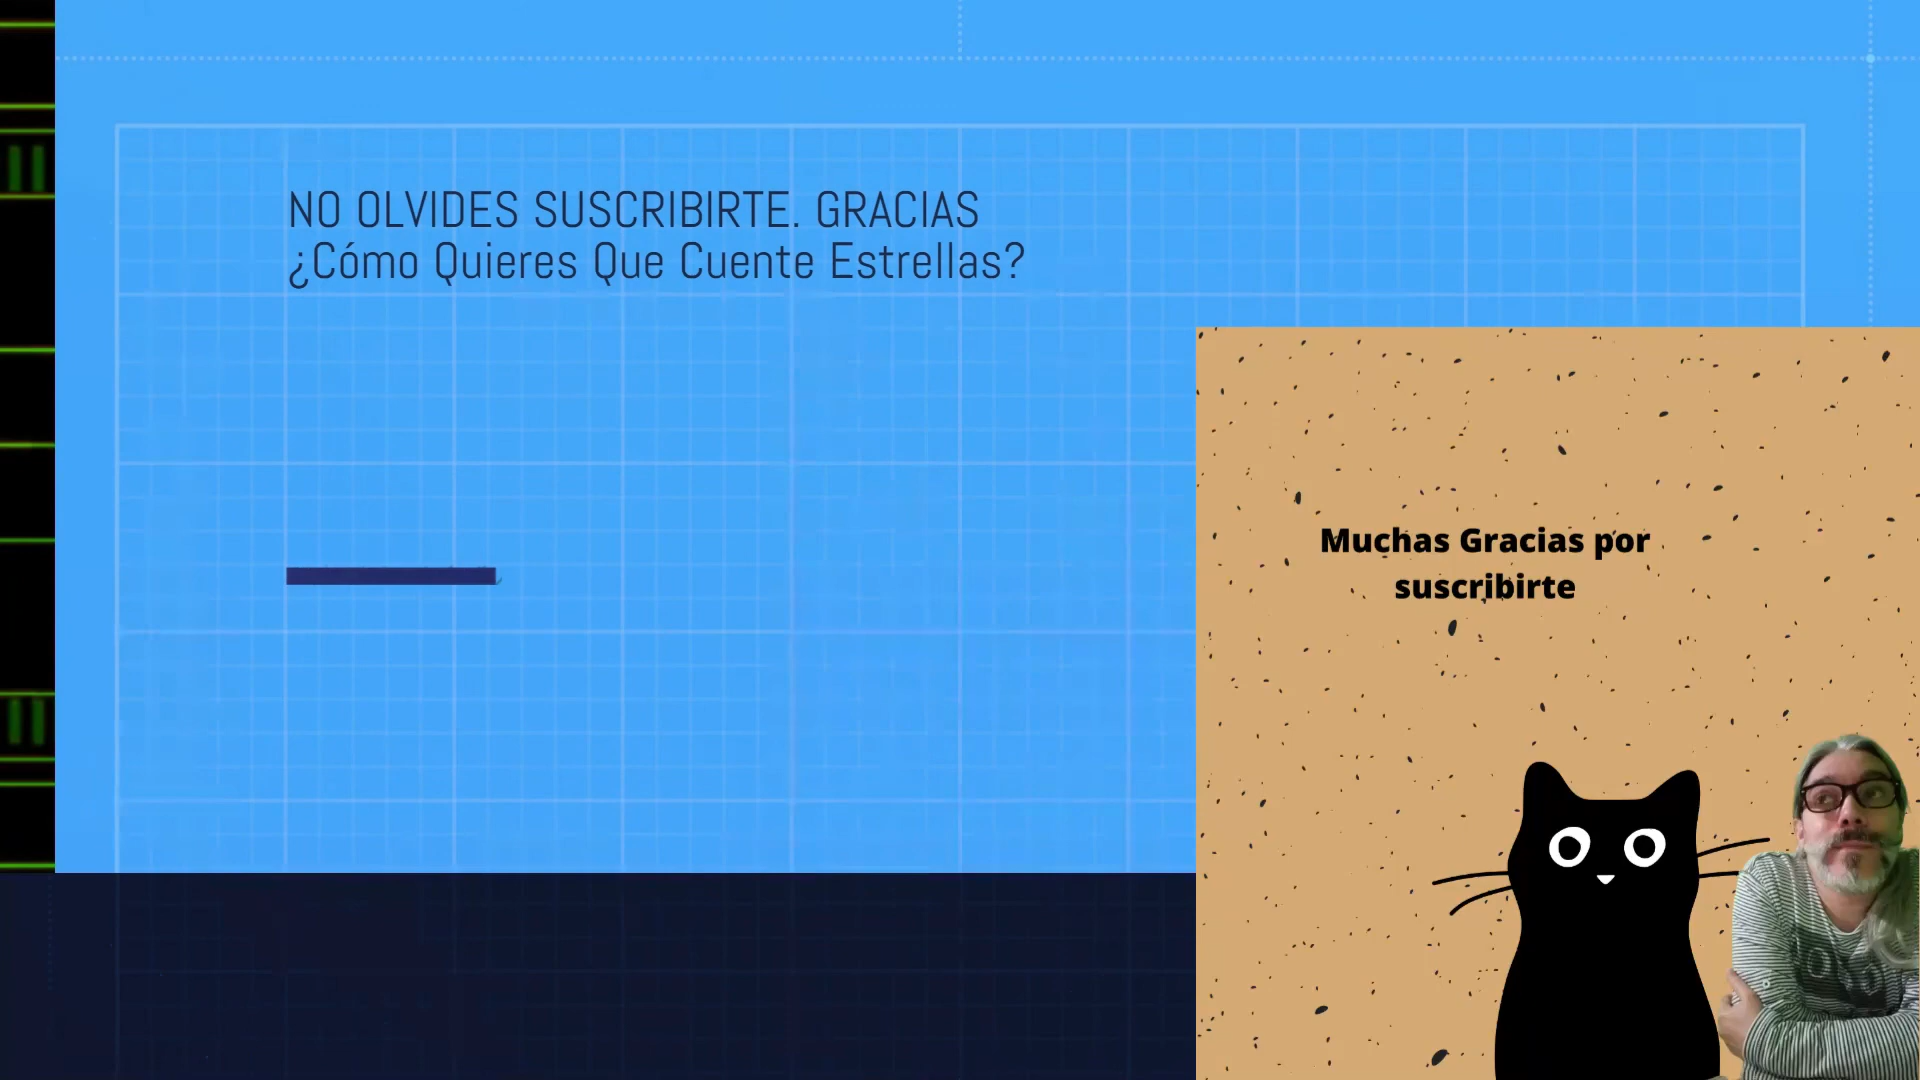 NO OLVIDES SUSCRIBIRTE. GRACIAS
¿Cómo Quieres Que Cuente Estrellas?
Muchas Gracias por
suscribirte